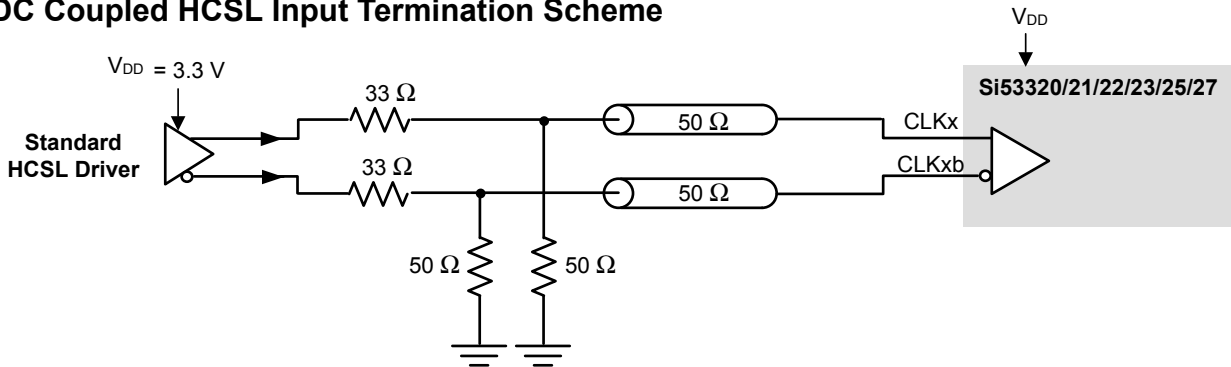 DC Coupled HCSL Input Termination Scheme
VDD
VDD = 3.3 V
Si53320/21/22/23/25/27
33 Ω
Standard
HCSL Driver
50 Ω
CLKx
33 Ω
CLKxb
50 Ω
50 Ω
50 Ω